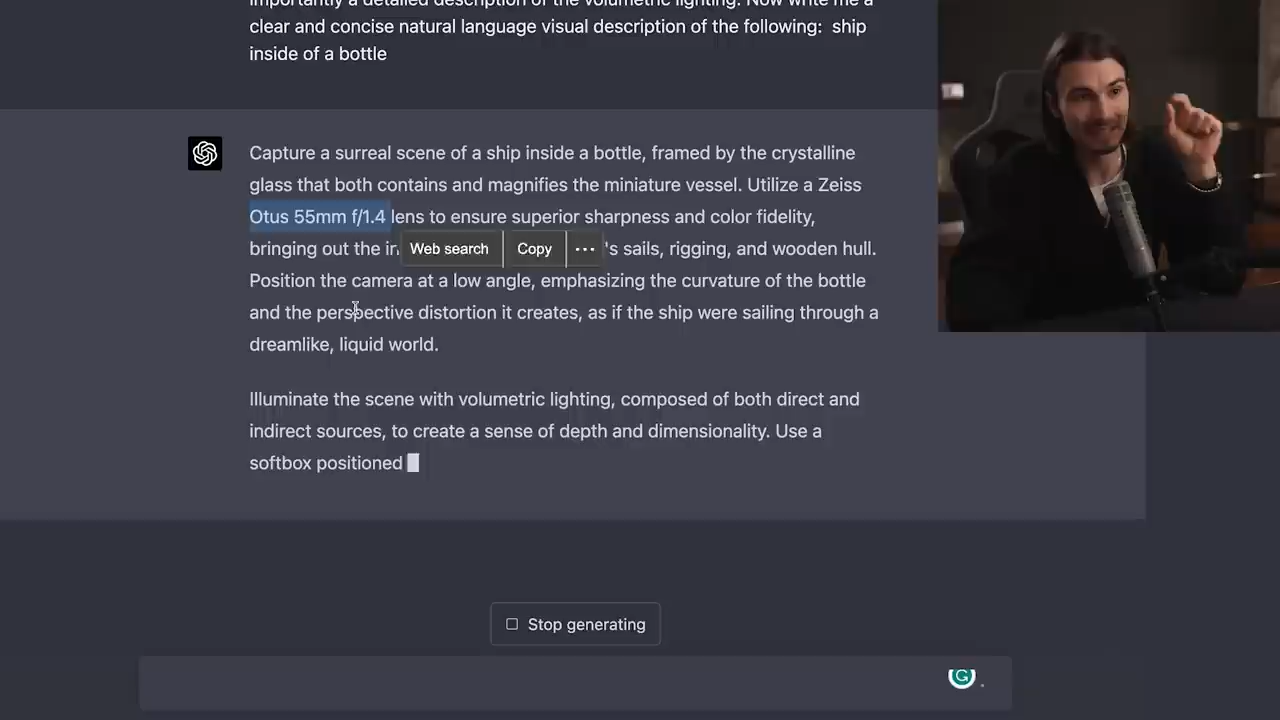 importantly a detailed description of the volumetric lighting. Now write me a
clear and concise natural language visual description of the following:  ship
inside of a bottle
Capture a surreal scene of a ship inside a bottle, framed by the crystalline
glass that both contains and magnifies the miniature vessel. Utilize a Zeiss
Otus 55mm f/1.4 lens to ensure superior sharpness and color fidelity,
bringing out the 's sails, rigging, and wooden hull.
Web search Copy ...
Position the camera at a low angle, emphasizing the curvature of the bottle
and the perspective distortion it creates, as if the ship were sailing through a
dreamlike, liquid world.
Illuminate the scene with volumetric lighting, composed of both direct and
indirect sources, to create a sense of depth and dimensionality. Use a
softbox positioned
Stop generating
G